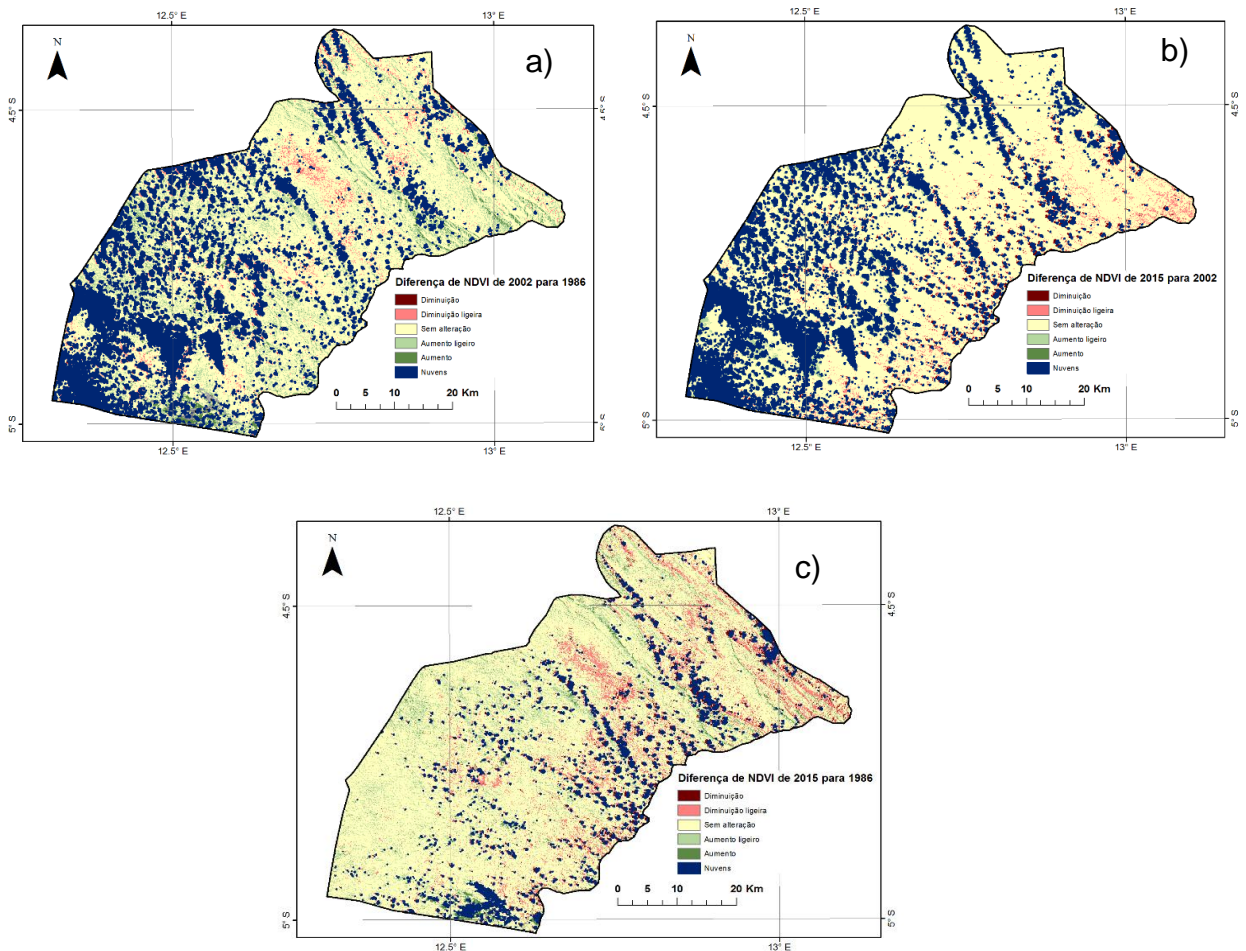 12.5° E
13° E
N
a)
4.5° S
4.5° S
Diferença de NDVI de 2002 para 1986
Diminuição
Diminuição ligeira
Sem alteração
Aumento ligeiro
Aumento
Nuvens
0 5 10 20 Km
5° S
5° S
12.5° E
13° E
12.5° E
13° E
N
b)
4.5° S
4.5° S
Diferença de NDVI de 2015 para 2002
Diminuição
Diminuição ligeira
Sem alteração
Aumento ligeiro
Aumento
Nuvens
0 5 10 20 Km
5° S
5° S
12.5° E
13° E
12.5° E
13° E
N
c)
4.5° S
4.5° S
Diferença de NDVI de 2015 para 1986
Diminuição
Diminuição ligeira
Sem alteração
Aumento ligeiro
Aumento
Nuvens
0 5 10 20 Km
5° S
5° S
12.5° E
13° E